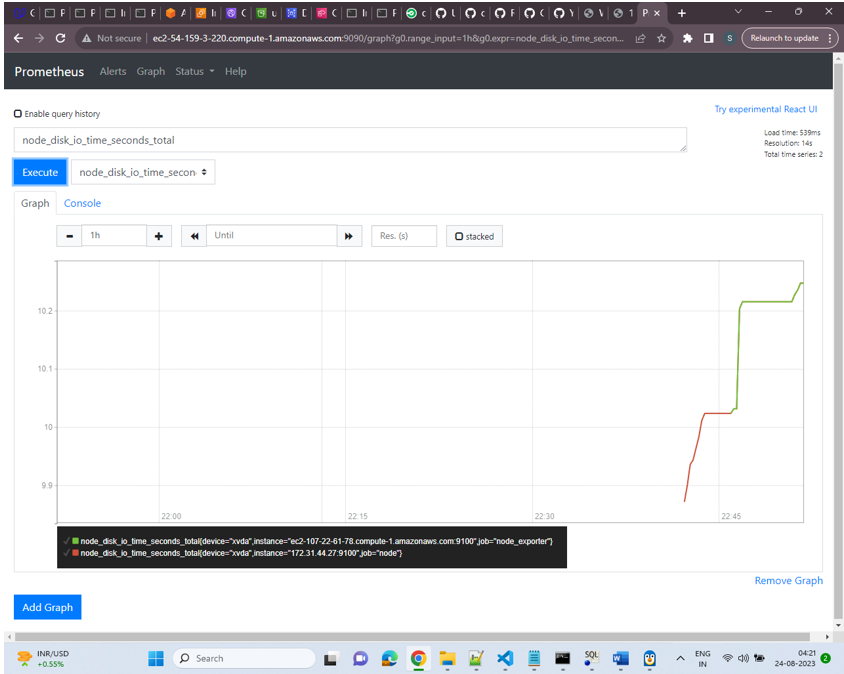 Not secure ec2-54-159-3-220.compute-1.amazonaws.com:9090/graph?g0.range_input=1h&g0.expr=node_disk_io_time_secon...
S
Relaunch to update
Prometheus Alerts Graph Status Help
Try experimental React UI
Enable query history
Load time: 539ms
Resolution: 14s
Total time series: 2
node_disk_io_time_seconds_total
Execute node_disk_io_time_secon
Graph Console
1h Until Res. (s) stacked
10.2
10.1
10
9.9
22:00 22:15 22:30 22:45
node_disk_io_time_seconds_total{device="xvda",instance="ec2-107-22-61-78.compute-1.amazonaws.com:9100",job="node_exporter"}
node_disk_io_time_seconds_total{device="xvda",instance="172.31.44.27:9100",job="node"}
Remove Graph
Add Graph
INR/USD
+0.55%
Search
SQL
ENG
IN
04:21
24-08-2023
2